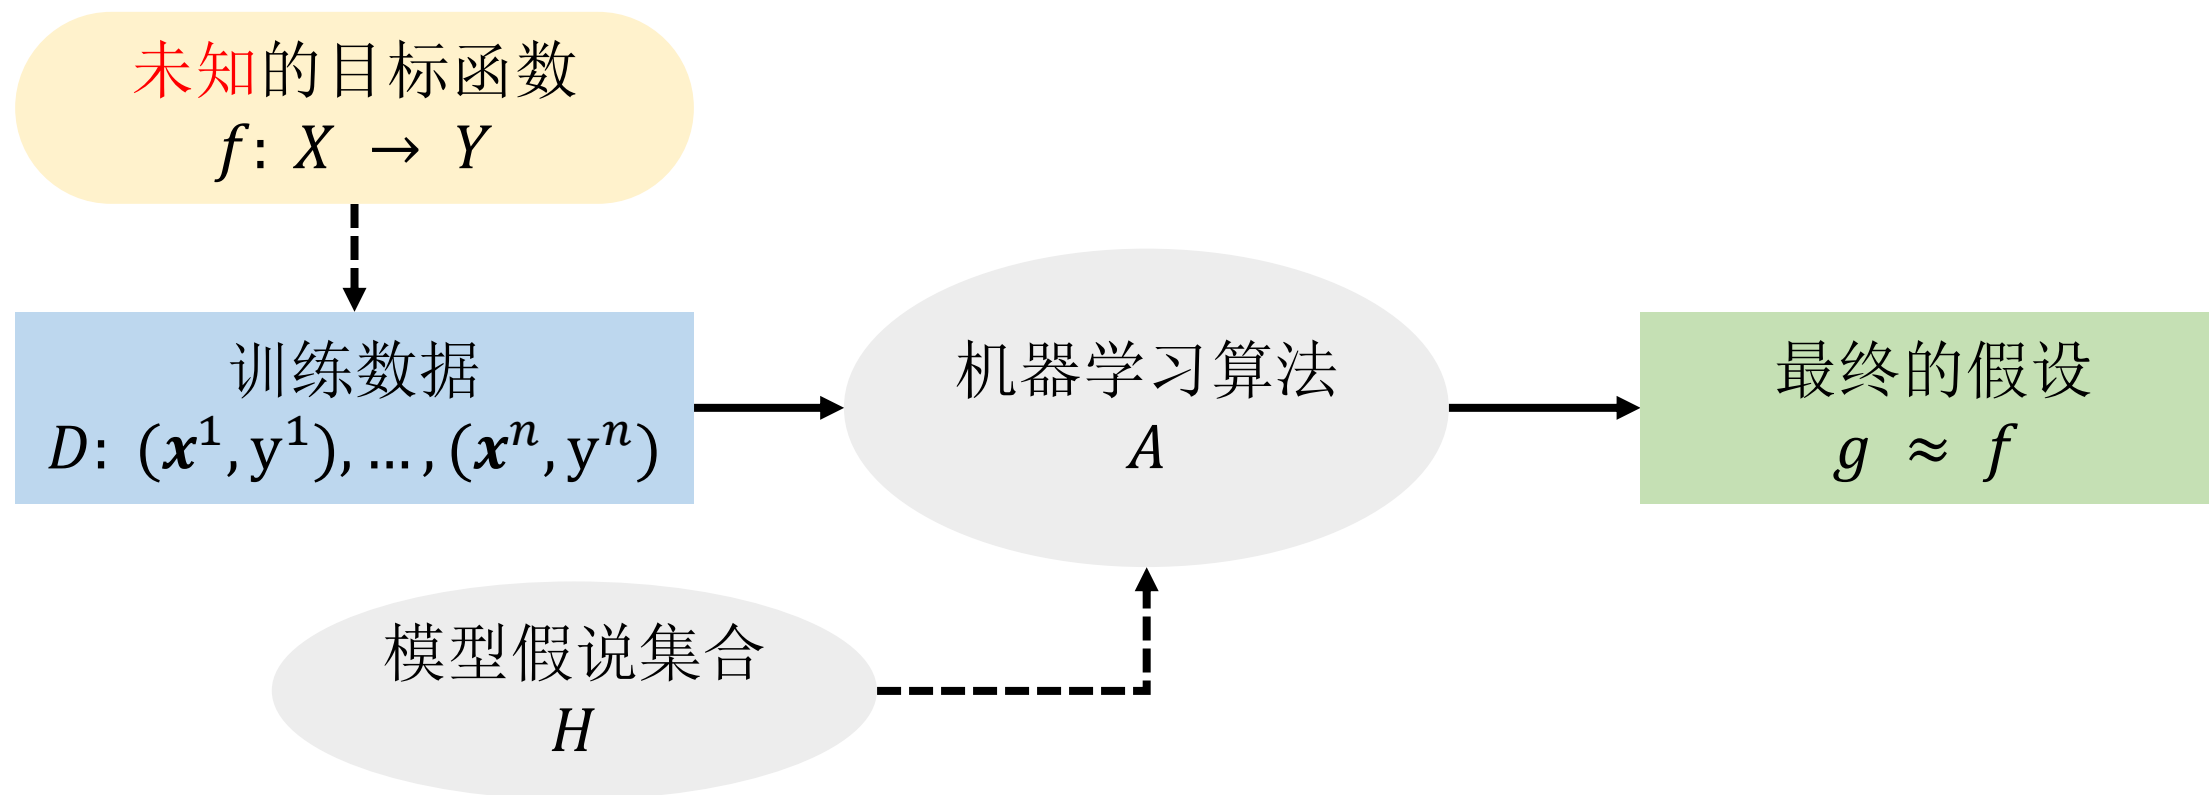 未知的目标函数
f: X → Y
训练数据
D: (x¹,y¹),…,(xⁿ,yⁿ)
机器学习算法
A
最终的假设
g ≈ f
模型假说集合
H